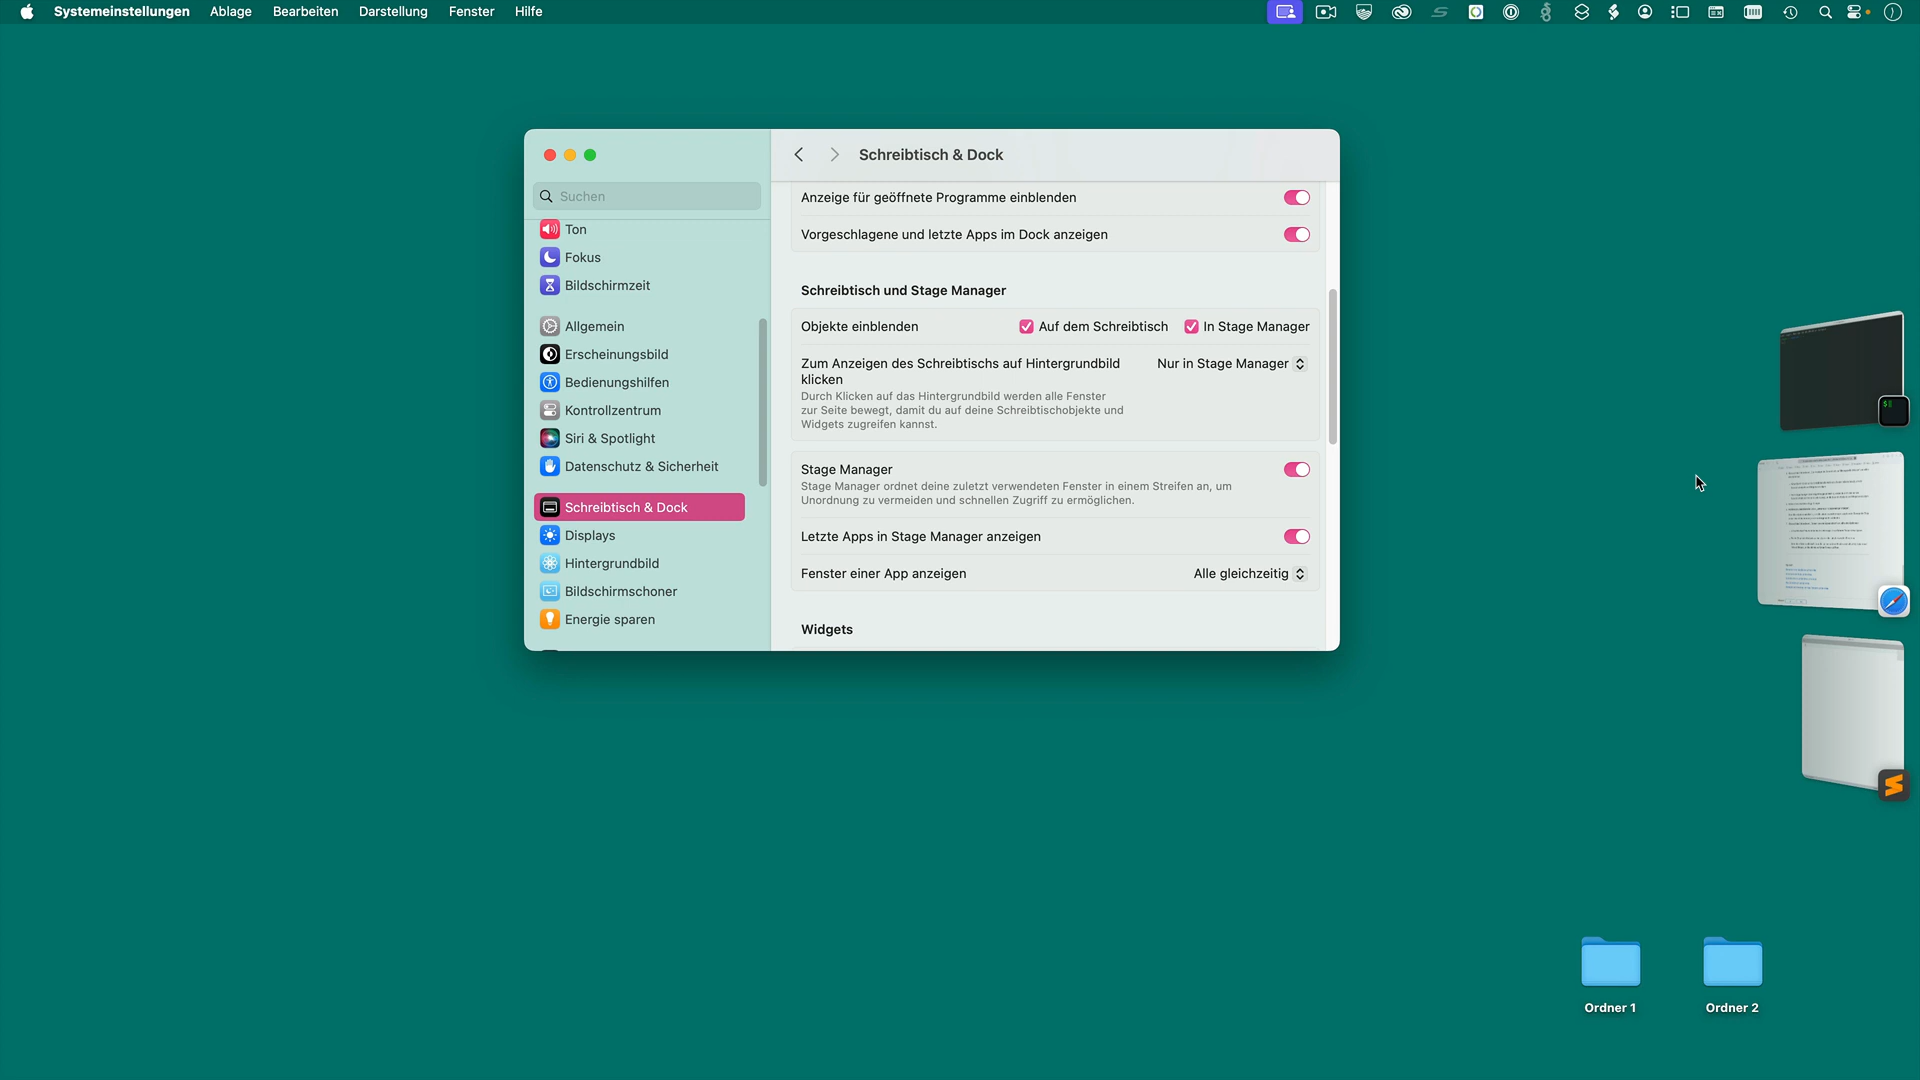 Systemeinstellungen Ablage Bearbeiten Darstellung Fenster Hilfe
Schreibtisch & Dock
Suchen
Ton
Fokus
Bildschirmzeit
Allgemein
Erscheinungsbild
Bedienungshilfen
Kontrollzentrum
Siri & Spotlight
Datenschutz & Sicherheit
Schreibtisch & Dock
Displays
Hintergrundbild
Bildschirmschoner
Energie sparen
Anzeige für geöffnete Programme einblenden
Vorgeschlagene und letzte Apps im Dock anzeigen
Schreibtisch und Stage Manager
Objekte einblenden Auf dem Schreibtisch In Stage Manager
Zum Anzeigen des Schreibtischs auf Hintergrundbild Nur in Stage Manager
klicken
Durch Klicken auf das Hintergrundbild werden alle Fenster
zur Seite bewegt, damit du auf deine Schreibtischobjekte und
Widgets zugreifen kannst.
Stage Manager
Stage Manager ordnet deine zuletzt verwendeten Fenster in einem Streifen an, um
Unordnung zu vermeiden und schnellen Zugriff zu ermöglichen.
Letzte Apps in Stage Manager anzeigen
Fenster einer App anzeigen Alle gleichzeitig
Widgets
Ordner 1
Ordner 2